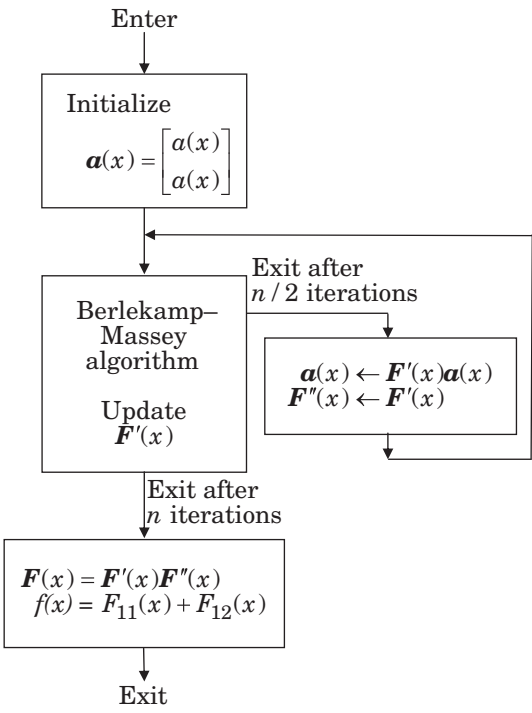 Enter
Initialize
a(x) = [a(x)
a(x)]
Berlekamp–
Massey
algorithm
Update
F′(x)
Exit after
n / 2 iterations
a(x) ← F′(x)a(x)
F″(x) ← F′(x)
Exit after
n iterations
F(x) = F′(x)F″(x)
f(x) = F₁₁(x) + F₁₂(x)
Exit